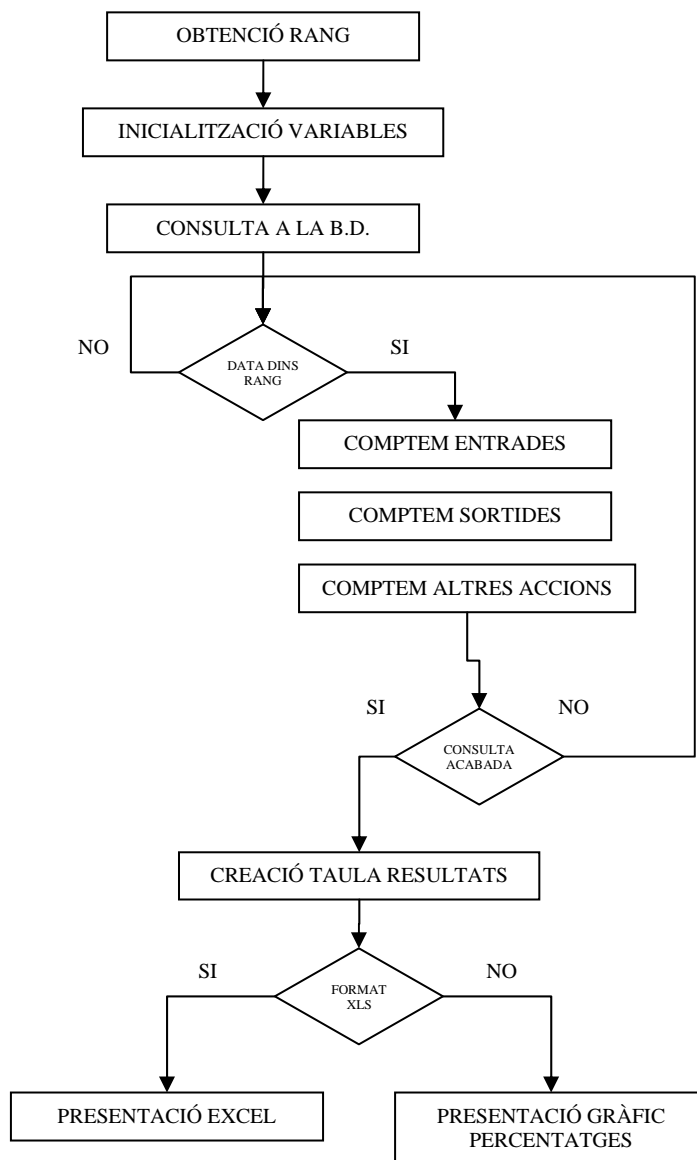 OBTENCIÓ RANG
INICIALITZACIÓ VARIABLES
CONSULTA A LA B.D.
NO
SI
DATA DINS
RANG
COMPTEM ENTRADES
COMPTEM SORTIDES
COMPTEM ALTRES ACCIONS
SI
NO
CONSULTA
ACABADA
CREACIÓ TAULA RESULTATS
SI
NO
FORMAT
XLS
PRESENTACIÓ EXCEL
PRESENTACIÓ GRÀFIC
PERCENTATGES